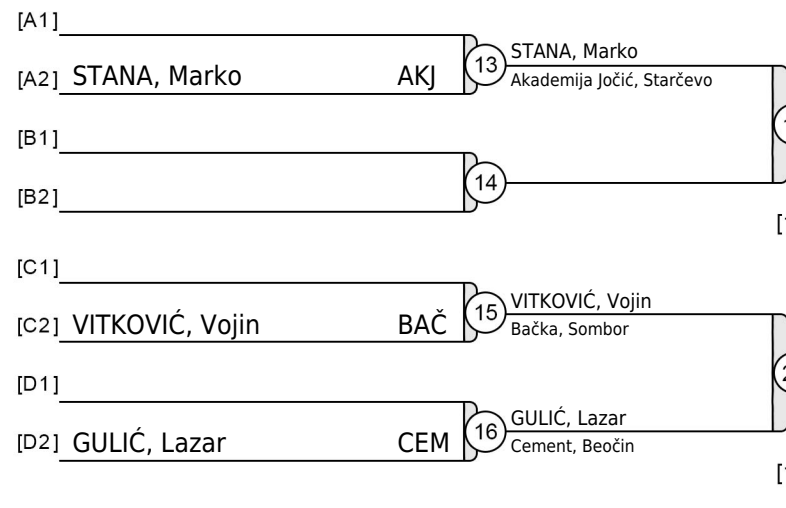 [A1]
[A2] STANA, Marko AKJ
13
STANA, Marko
Akademija Jočić, Starčevo
[B1]
14
[B2]
[C1]
[C2] VITKOVIĆ, Vojin BAČ
15
VITKOVIĆ, Vojin
Bačka, Sombor
[D1]
[D2] GULIĆ, Lazar CEM
16
GULIĆ, Lazar
Cement, Beočin